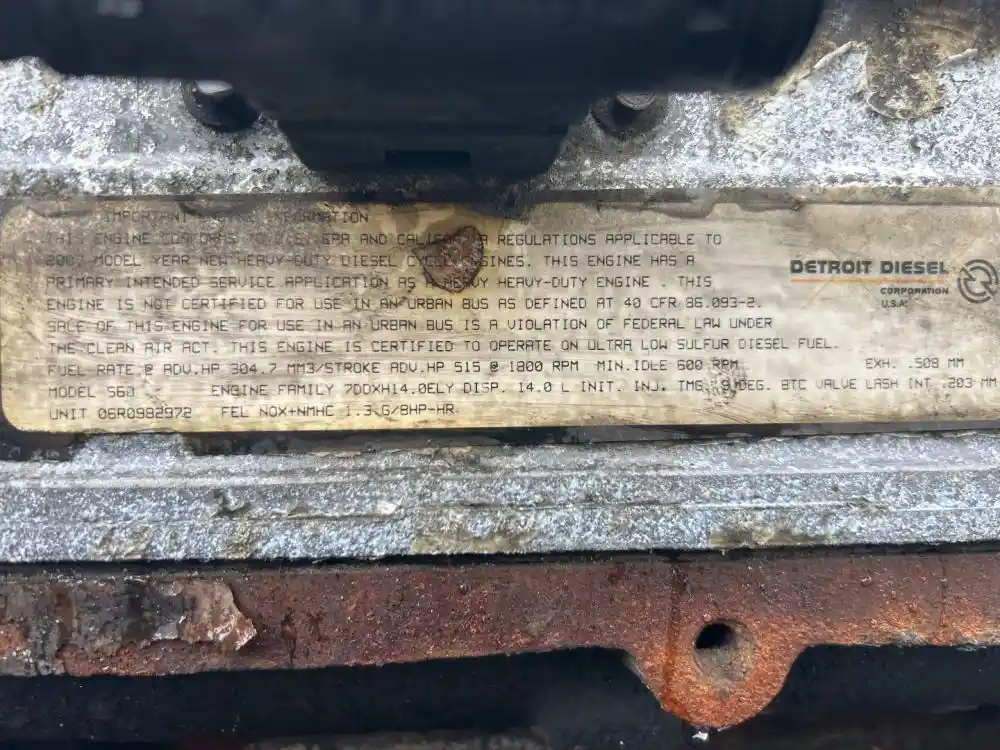 IMPORTANT ENGINE INFORMATION
THIS ENGINE CONFORMS TO U.S. EPA AND CALIFORNIA REGULATIONS APPLICABLE TO
2007 MODEL YEAR NEW HEAVY-DUTY DIESEL CYCLE ENGINES. THIS ENGINE HAS A
PRIMARY INTENDED SERVICE APPLICATION AS A HEAVY HEAVY-DUTY ENGINE . THIS
ENGINE IS NOT CERTIFIED FOR USE IN AN URBAN BUS AS DEFINED AT 40 CFR 86.093-2.
SALE OF THIS ENGINE FOR USE IN AN URBAN BUS IS A VIOLATION OF FEDERAL LAW UNDER
THE CLEAN AIR ACT. THIS ENGINE IS CERTIFIED TO OPERATE ON ULTRA LOW SULFUR DIESEL FUEL.
FUEL RATE @ ADV.HP 304.7 MM3/STROKE ADV.HP 515 @ 1800 RPM MIN.IDLE 600 RPM EXH. .508 MM
MODEL S60 ENGINE FAMILY 7DDXH14.0ELY DISP. 14.0 L INIT. INJ. TMG. DEG. BTC VALVE LASH INT .203 MM
UNIT 06R0982972 FEL NOX+NMHC 1.3 G/BHP-HR
DETROIT DIESEL
CORPORATION
U.S.A.